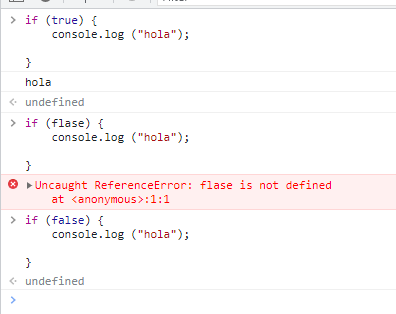 if (true) {
console.log ("hola");
}
hola
undefined
if (flase) {
console.log ("hola");
}
Uncaught ReferenceError: flase is not defined
at <anonymous>:1:1
if (false) {
console.log ("hola");
}
undefined